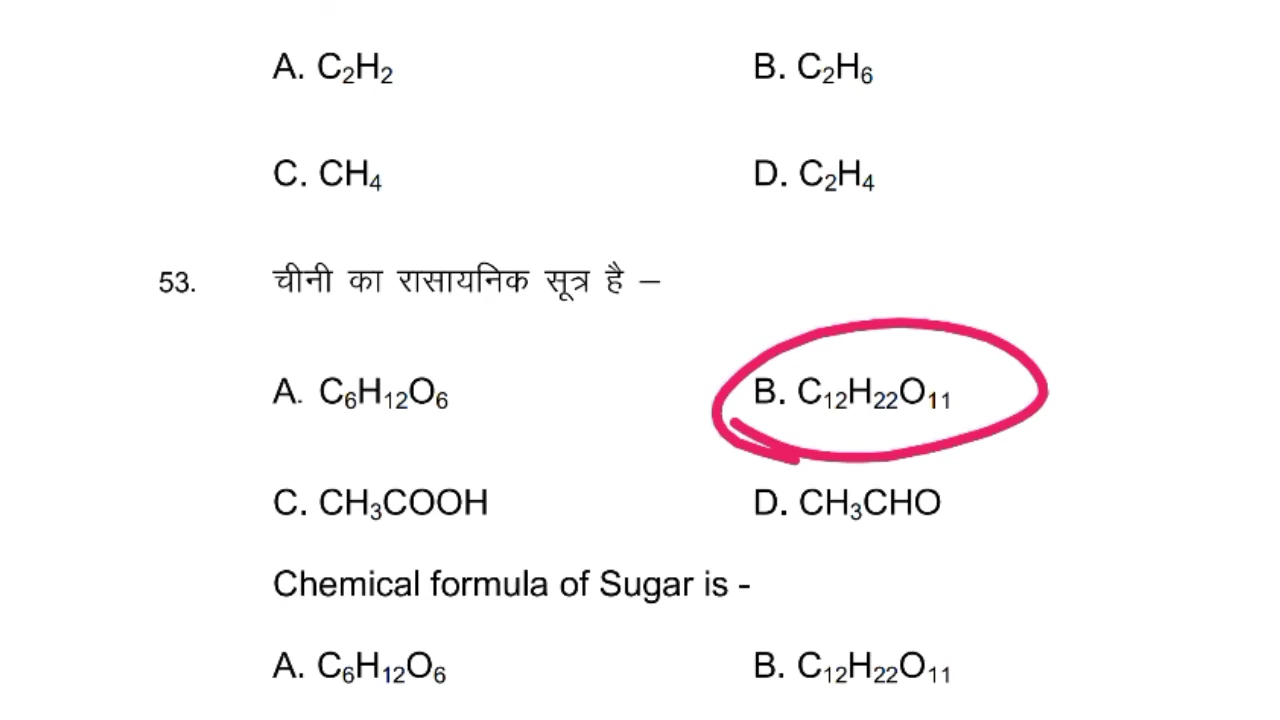 A. C₂H₂ B. C₂H₆
C. CH₄ D. C₂H₄
53. चीनी का रासायनिक सूत्र है –
A. C₆H₁₂O₆ B. C₁₂H₂₂O₁₁
C. CH₃COOH D. CH₃CHO
Chemical formula of Sugar is -
A. C₆H₁₂O₆ B. C₁₂H₂₂O₁₁